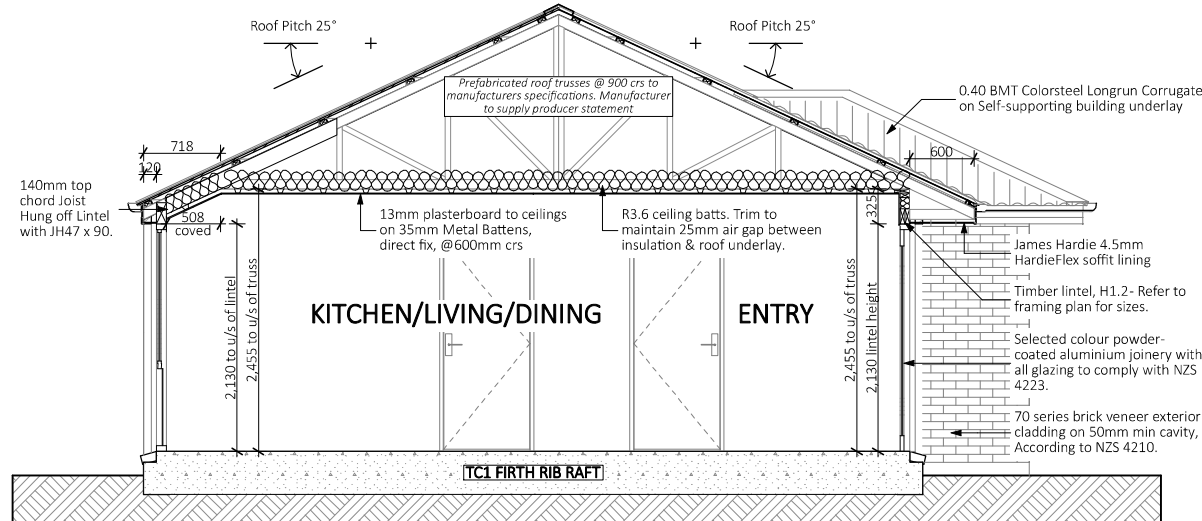 Roof Pitch 25°
Roof Pitch 25°
Prefabricated roof trusses @ 900 crs to
manufacturers specifications. Manufacturer
to supply producer statement
0.40 BMT Colorsteel Longrun Corrugate
on Self-supporting building underlay
718
120
600
140mm top
chord Joist
Hung off Lintel
with JH47 x 90.
508
coved
13mm plasterboard to ceilings
on 35mm Metal Battens,
direct fix, @600mm crs
R3.6 ceiling batts. Trim to
maintain 25mm air gap between
insulation & roof underlay.
325
James Hardie 4.5mm
HardieFlex soffit lining
Timber lintel, H1.2- Refer to
framing plan for sizes.
KITCHEN/LIVING/DINING
ENTRY
2,130 to u/s of lintel
2,455 to u/s of truss
2,455 to u/s of truss
2,130 lintel height
Selected colour powder-
coated aluminium joinery with
all glazing to comply with NZS
4223.
70 series brick veneer exterior
cladding on 50mm min cavity,
According to NZS 4210.
TC1 FIRTH RIB RAFT